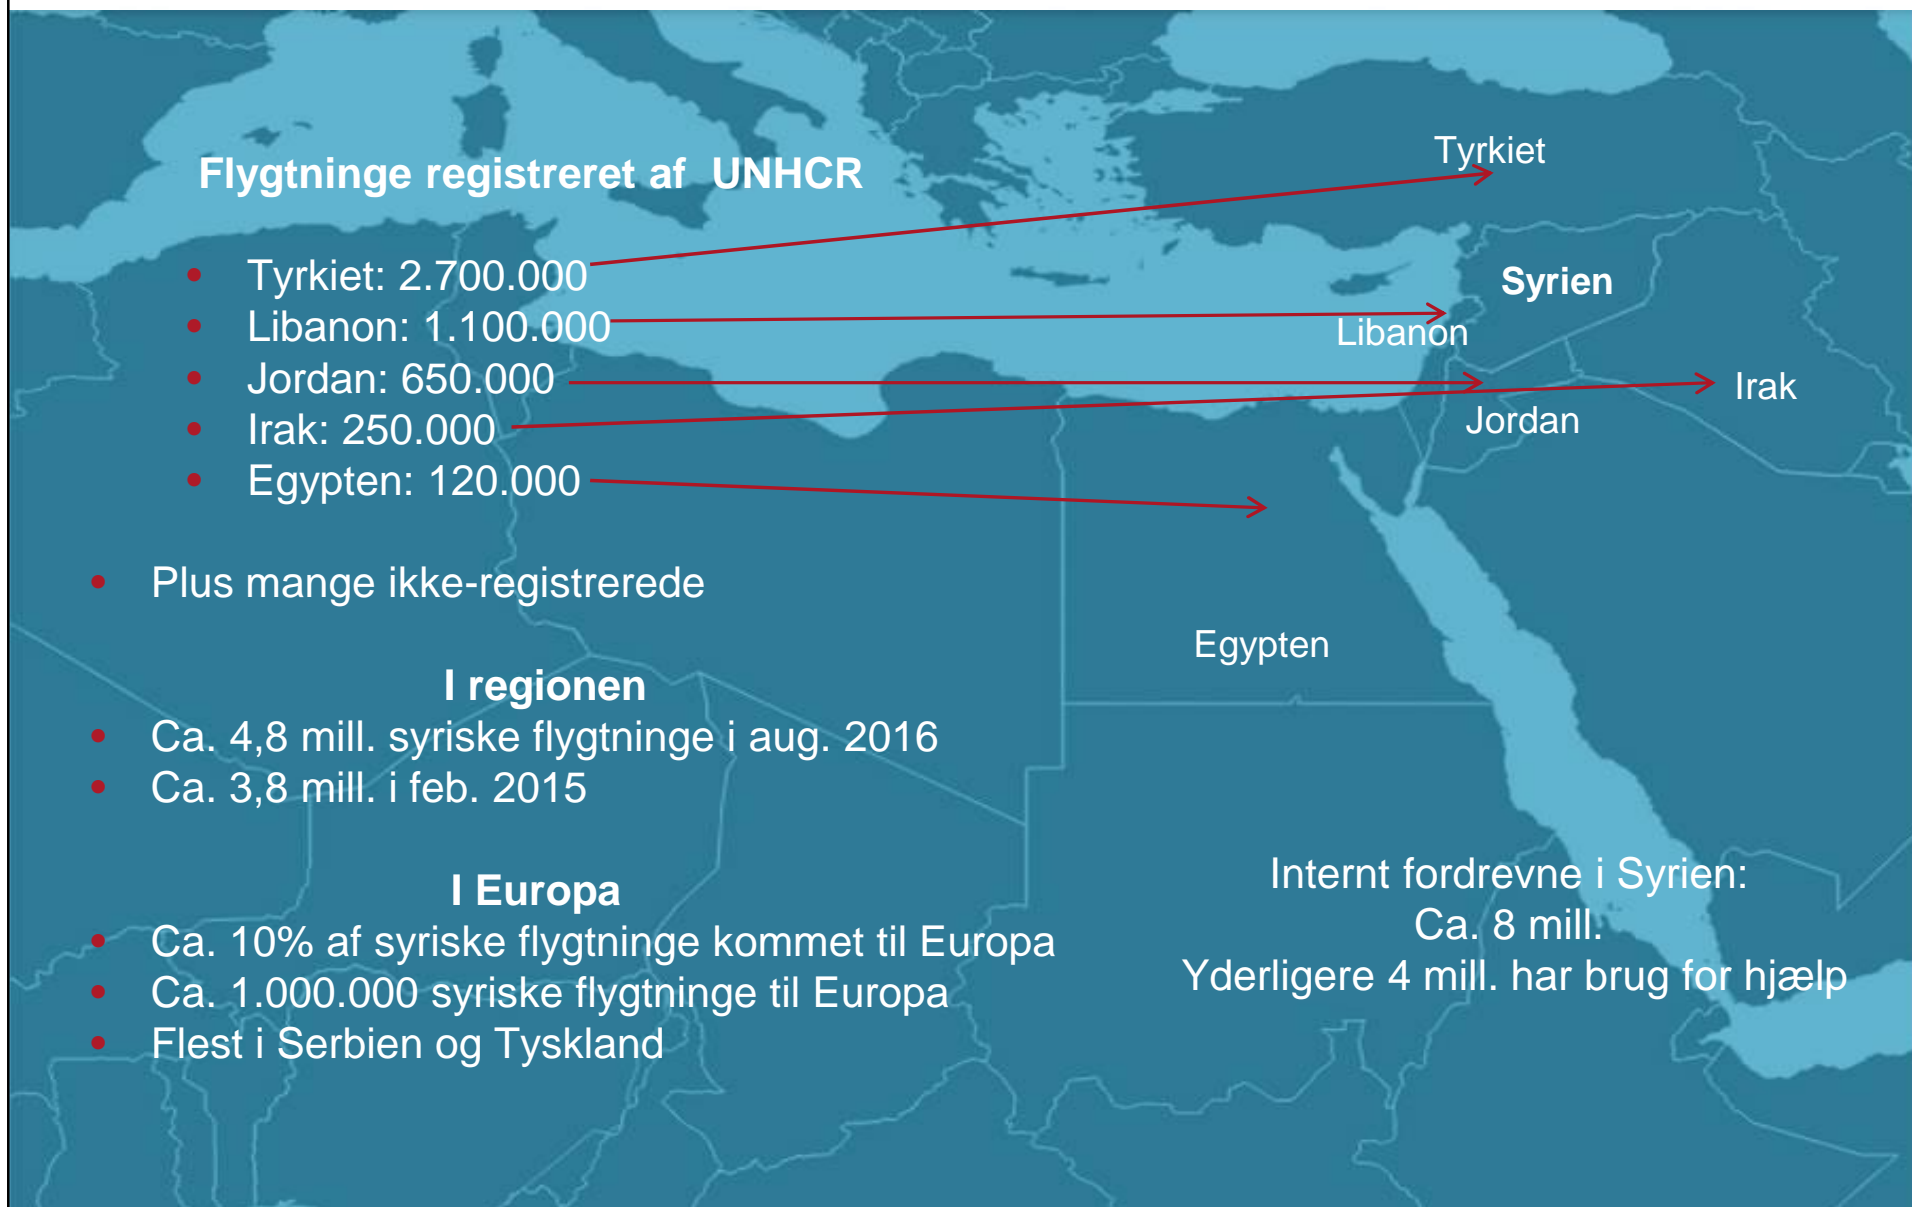 Flygtninge registreret af UNHCR
• Tyrkiet: 2.700.000
• Libanon: 1.100.000
• Jordan: 650.000
• Irak: 250.000
• Egypten: 120.000
• Plus mange ikke-registrerede
I regionen
• Ca. 4,8 mill. syriske flygtninge i aug. 2016
• Ca. 3,8 mill. i feb. 2015
I Europa
• Ca. 10% af syriske flygtninge kommet til Europa
• Ca. 1.000.000 syriske flygtninge til Europa
• Flest i Serbien og Tyskland
Tyrkiet
Syrien
Libanon
Irak
Jordan
Egypten
Internt fordrevne i Syrien:
Ca. 8 mill.
Yderligere 4 mill. har brug for hjælp